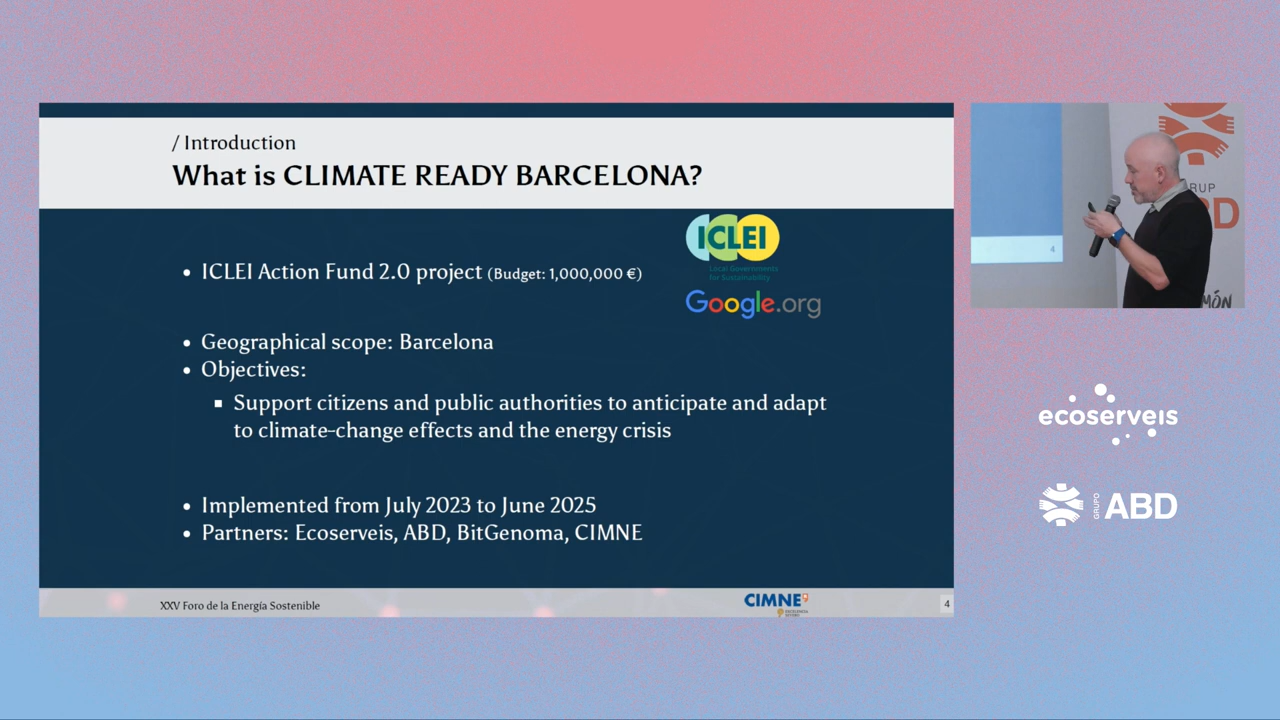 / Introduction
What is CLIMATE READY BARCELONA?
ICLEI
Local Governments
for Sustainability
• ICLEI Action Fund 2.0 project (Budget: 1,000,000 €)
Google.org
• Geographical scope: Barcelona
• Objectives:
▪ Support citizens and public authorities to anticipate and adapt
to climate-change effects and the energy crisis
• Implemented from July 2023 to June 2025
• Partners: Ecoserveis, ABD, BitGenoma, CIMNE
XXV Foro de la Energía Sostenible
CIMNE
EXCELENCIA
4
4
ecoserveis
GRUPO
ABD